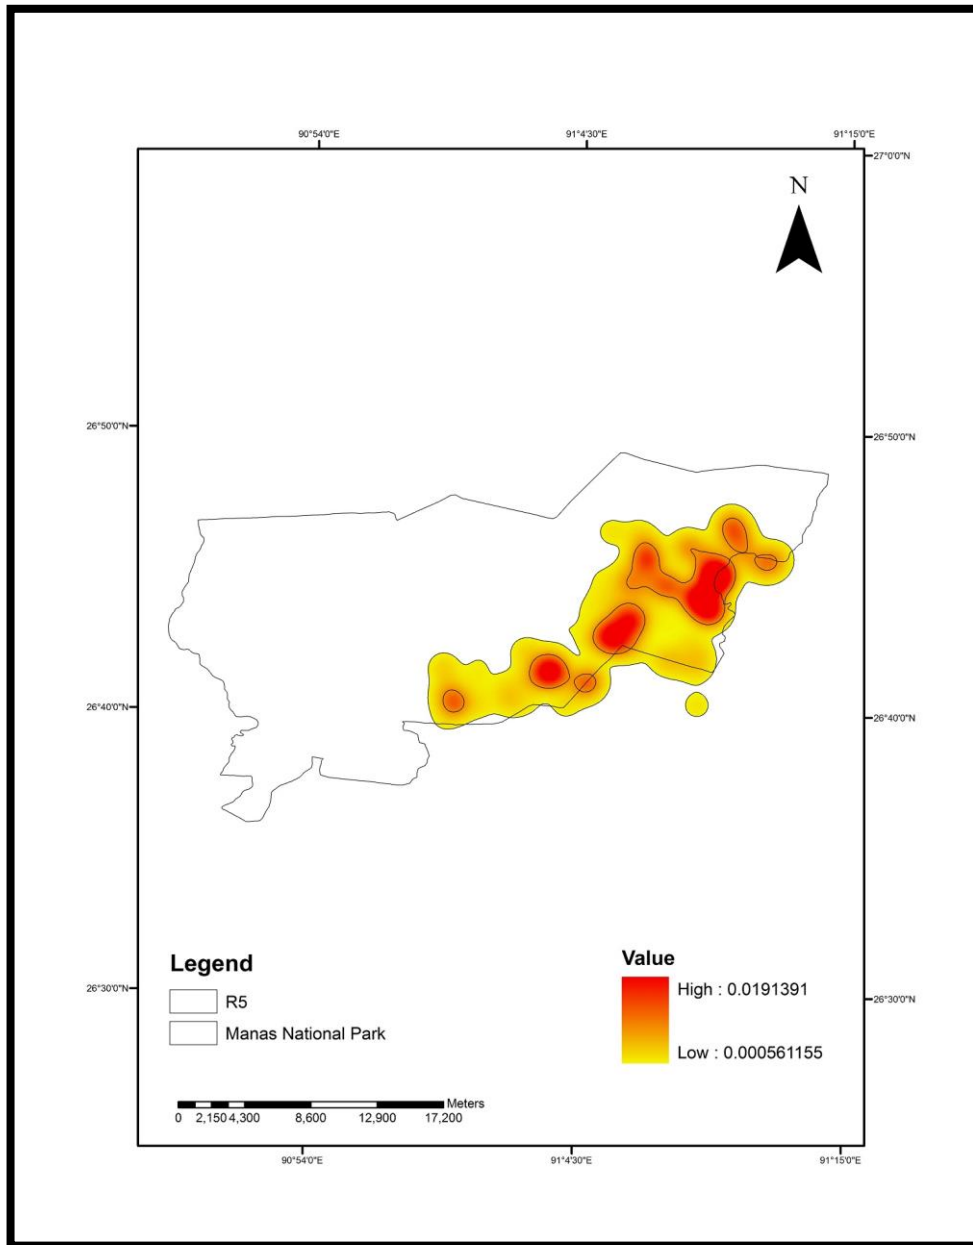 90°54'0"E
91°4'30"E
91°15'0"E
27°0'0"N
N
26°50'0"N
26°50'0"N
26°40'0"N
26°40'0"N
Legend
R5
Manas National Park
Value
High : 0.0191391
Low : 0.000561155
26°30'0"N
26°30'0"N
Meters
0 2,150 4,300 8,600 12,900 17,200
90°54'0"E
91°4'30"E
91°15'0"E